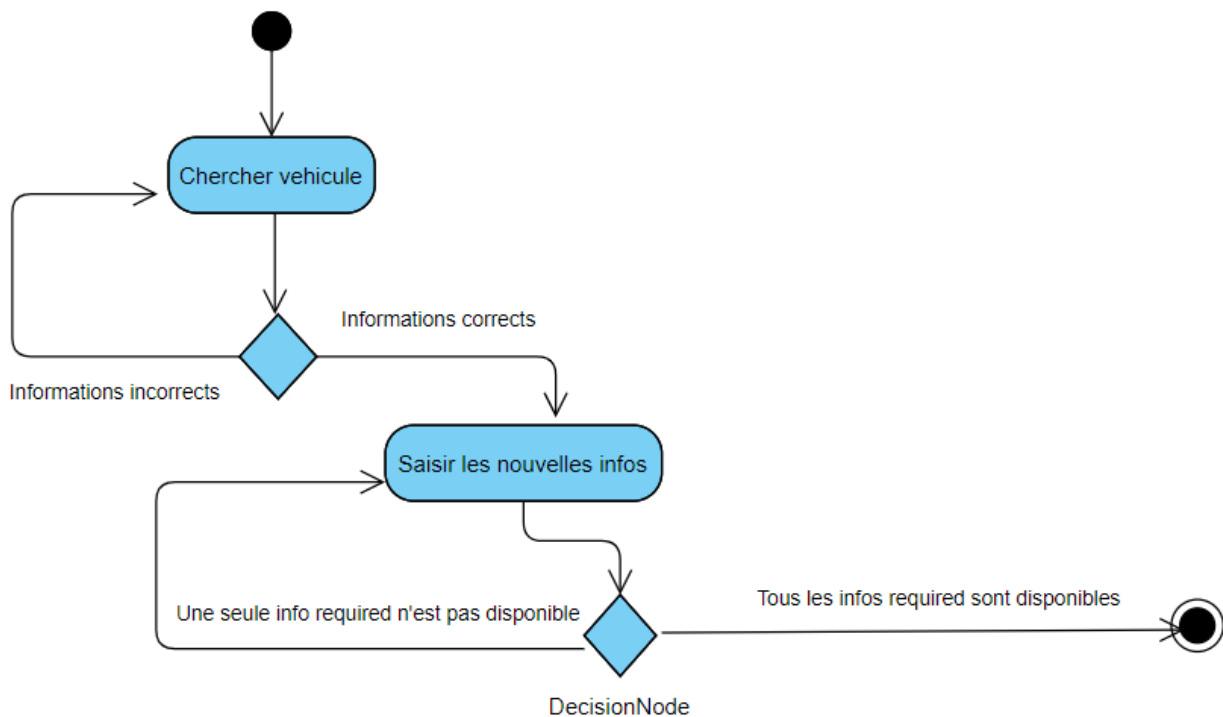 Chercher vehicule
Informations corrects
Informations incorrects
Saisir les nouvelles infos
Une seule info required n'est pas disponible
Tous les infos required sont disponibles
DecisionNode